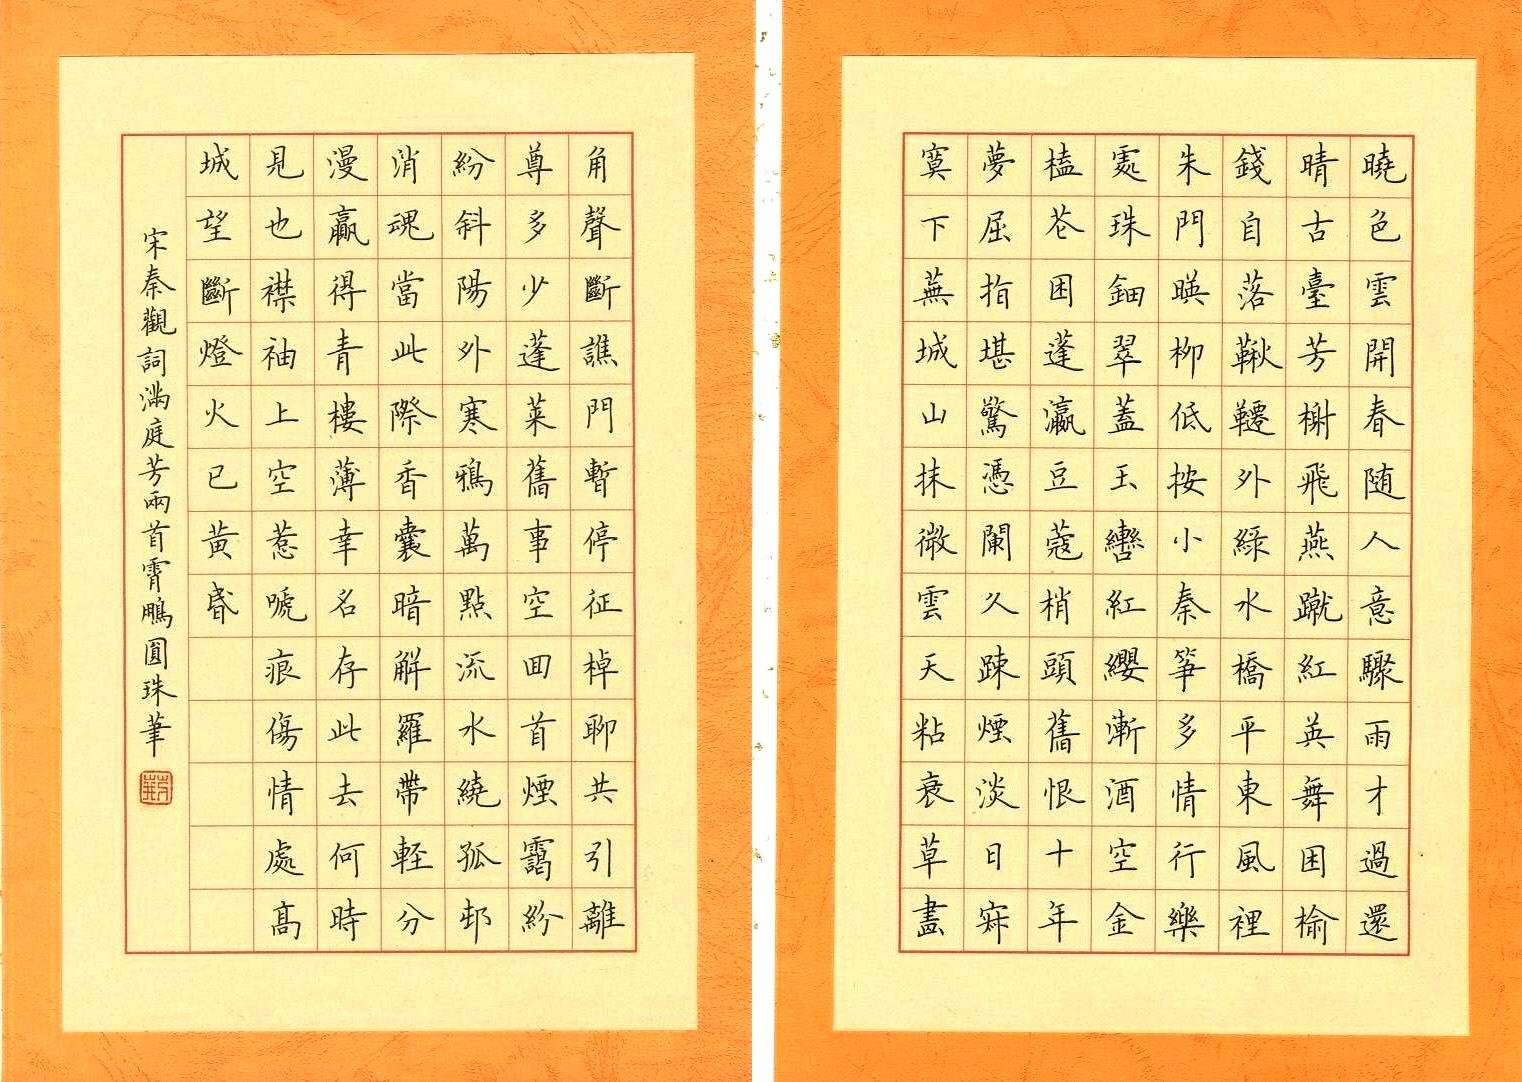 曉色雲開春随人意驟雨才過還
晴古臺芳榭飛燕蹴紅英舞困榆
錢自落鞦韆外緑水橋平東風裡
朱門暎柳低按小秦筝多情行樂
處珠鈿翠蓋玉轡紅纓漸酒空金
榼花困蓬瀛豆蔻梢頭舊恨十年
夢屈指堪驚憑闌久踈煙淡日寂
寞下蕪城山抹微雲天粘衰草畫
角聲斷譙門暫停征棹聊共引離
尊多少蓬萊舊事空回首煙靄紛
紛斜陽外寒鴉萬點流水繞孤邨
消魂當此際香囊暗解羅帶軽分
漫贏得青樓薄幸名存此去何時
見也襟袖上空惹嗁痕傷情處高
城望斷燈火已黃昏
宋秦觀詞滿庭芳兩首霄鵬圓珠筆